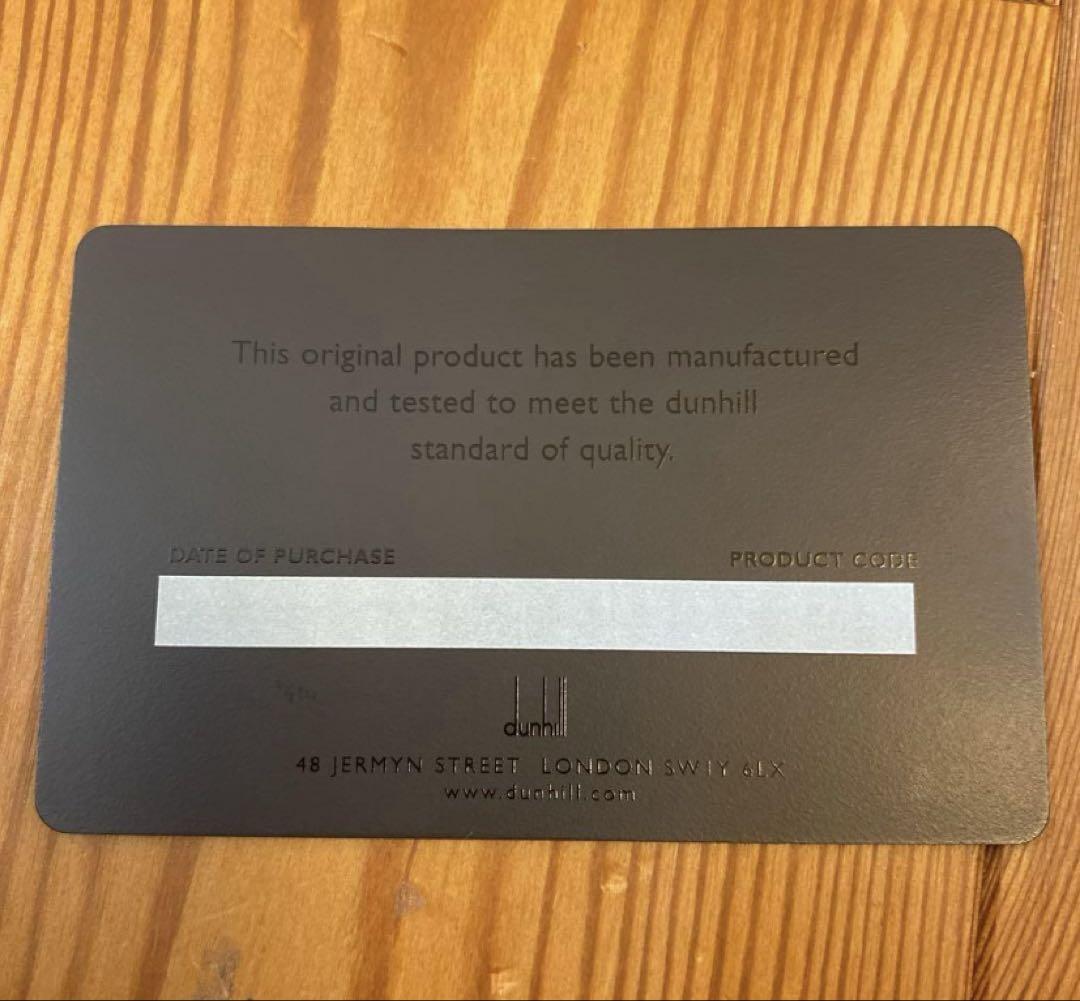 This original product has been manufactured
and tested to meet the dunhill
standard of quality.
DATE OF PURCHASE PRODUCT CODE
dunhill
48 JERMYN STREET LONDON SW1Y 6LX
www.dunhill.com